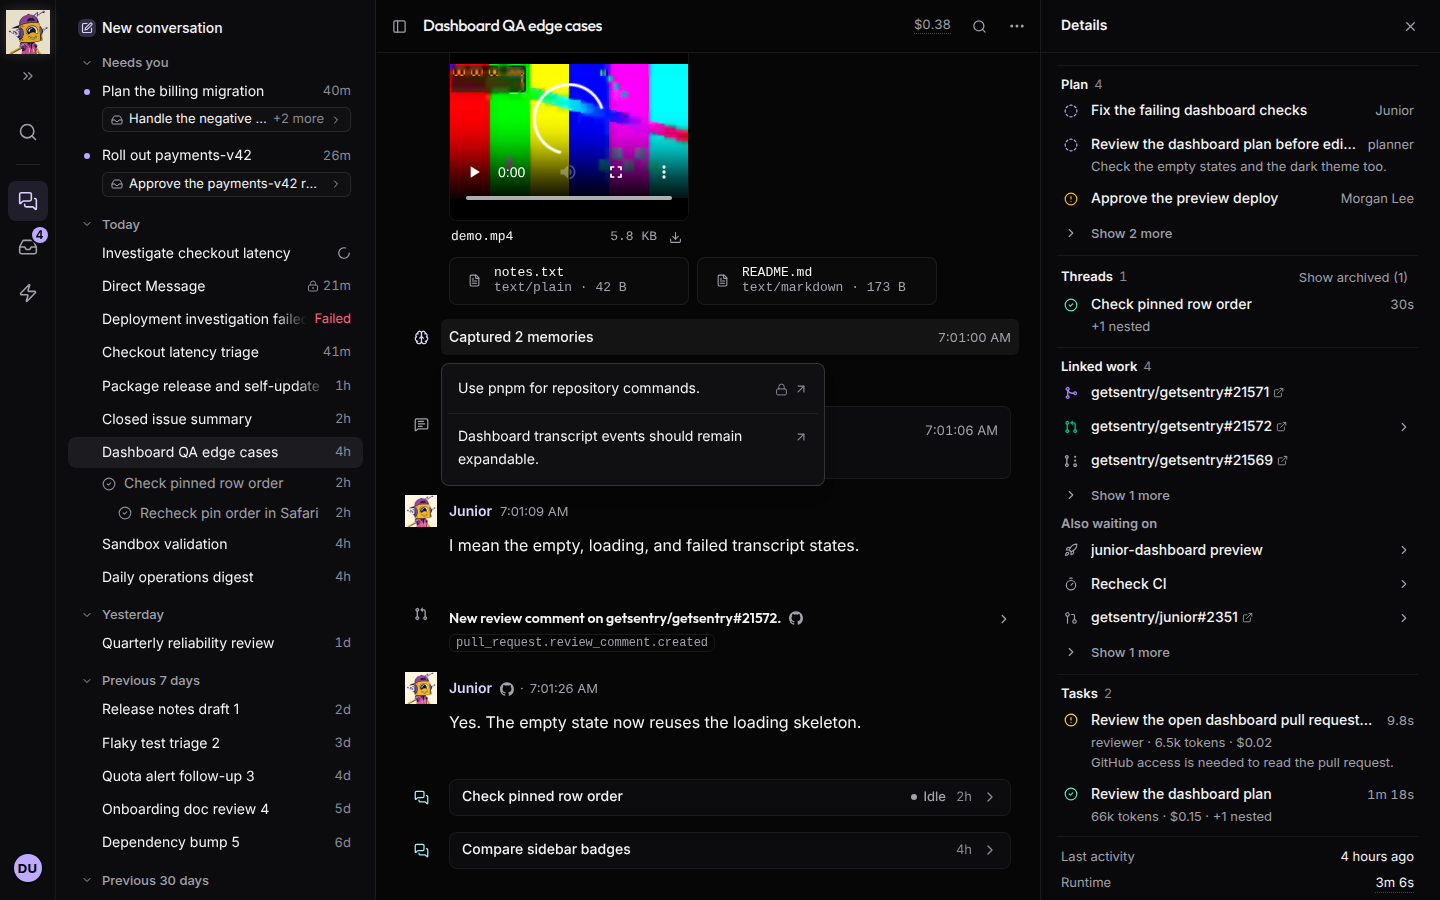 New conversation
Needs you
Plan the billing migration 40m
Handle the negative ... +2 more
Roll out payments-v42 26m
Approve the payments-v42 r...
Today
Investigate checkout latency
Direct Message 21m
Deployment investigation failed Failed
Checkout latency triage 41m
Package release and self-update 1h
Closed issue summary 2h
Dashboard QA edge cases 4h
Check pinned row order 2h
Recheck pin order in Safari 2h
Sandbox validation 4h
Daily operations digest 4h
Yesterday
Quarterly reliability review 1d
Previous 7 days
Release notes draft 1 2d
Flaky test triage 2 3d
Quota alert follow-up 3 4d
Onboarding doc review 4 5d
Dependency bump 5 6d
Previous 30 days
4
DU
Dashboard QA edge cases $0.38
0:00
demo.mp4 5.8 KB
notes.txt
text/plain · 42 B
README.md
text/markdown · 173 B
Captured 2 memories 7:01:00 AM
Use pnpm for repository commands.
Dashboard transcript events should remain
expandable.
7:01:06 AM
Junior 7:01:09 AM
I mean the empty, loading, and failed transcript states.
New review comment on getsentry/getsentry#21572.
pull_request.review_comment.created
Junior · 7:01:26 AM
Yes. The empty state now reuses the loading skeleton.
Check pinned row order Idle 2h
Compare sidebar badges 4h
Details
Plan 4
Fix the failing dashboard checks Junior
Review the dashboard plan before edi... planner
Check the empty states and the dark theme too.
Approve the preview deploy Morgan Lee
Show 2 more
Threads 1 Show archived (1)
Check pinned row order 30s
+1 nested
Linked work 4
getsentry/getsentry#21571
getsentry/getsentry#21572
getsentry/getsentry#21569
Show 1 more
Also waiting on
junior-dashboard preview
Recheck CI
getsentry/junior#2351
Show 1 more
Tasks 2
Review the open dashboard pull request... 9.8s
reviewer · 6.5k tokens · $0.02
GitHub access is needed to read the pull request.
Review the dashboard plan 1m 18s
66k tokens · $0.15 · +1 nested
Last activity 4 hours ago
Runtime 3m 6s